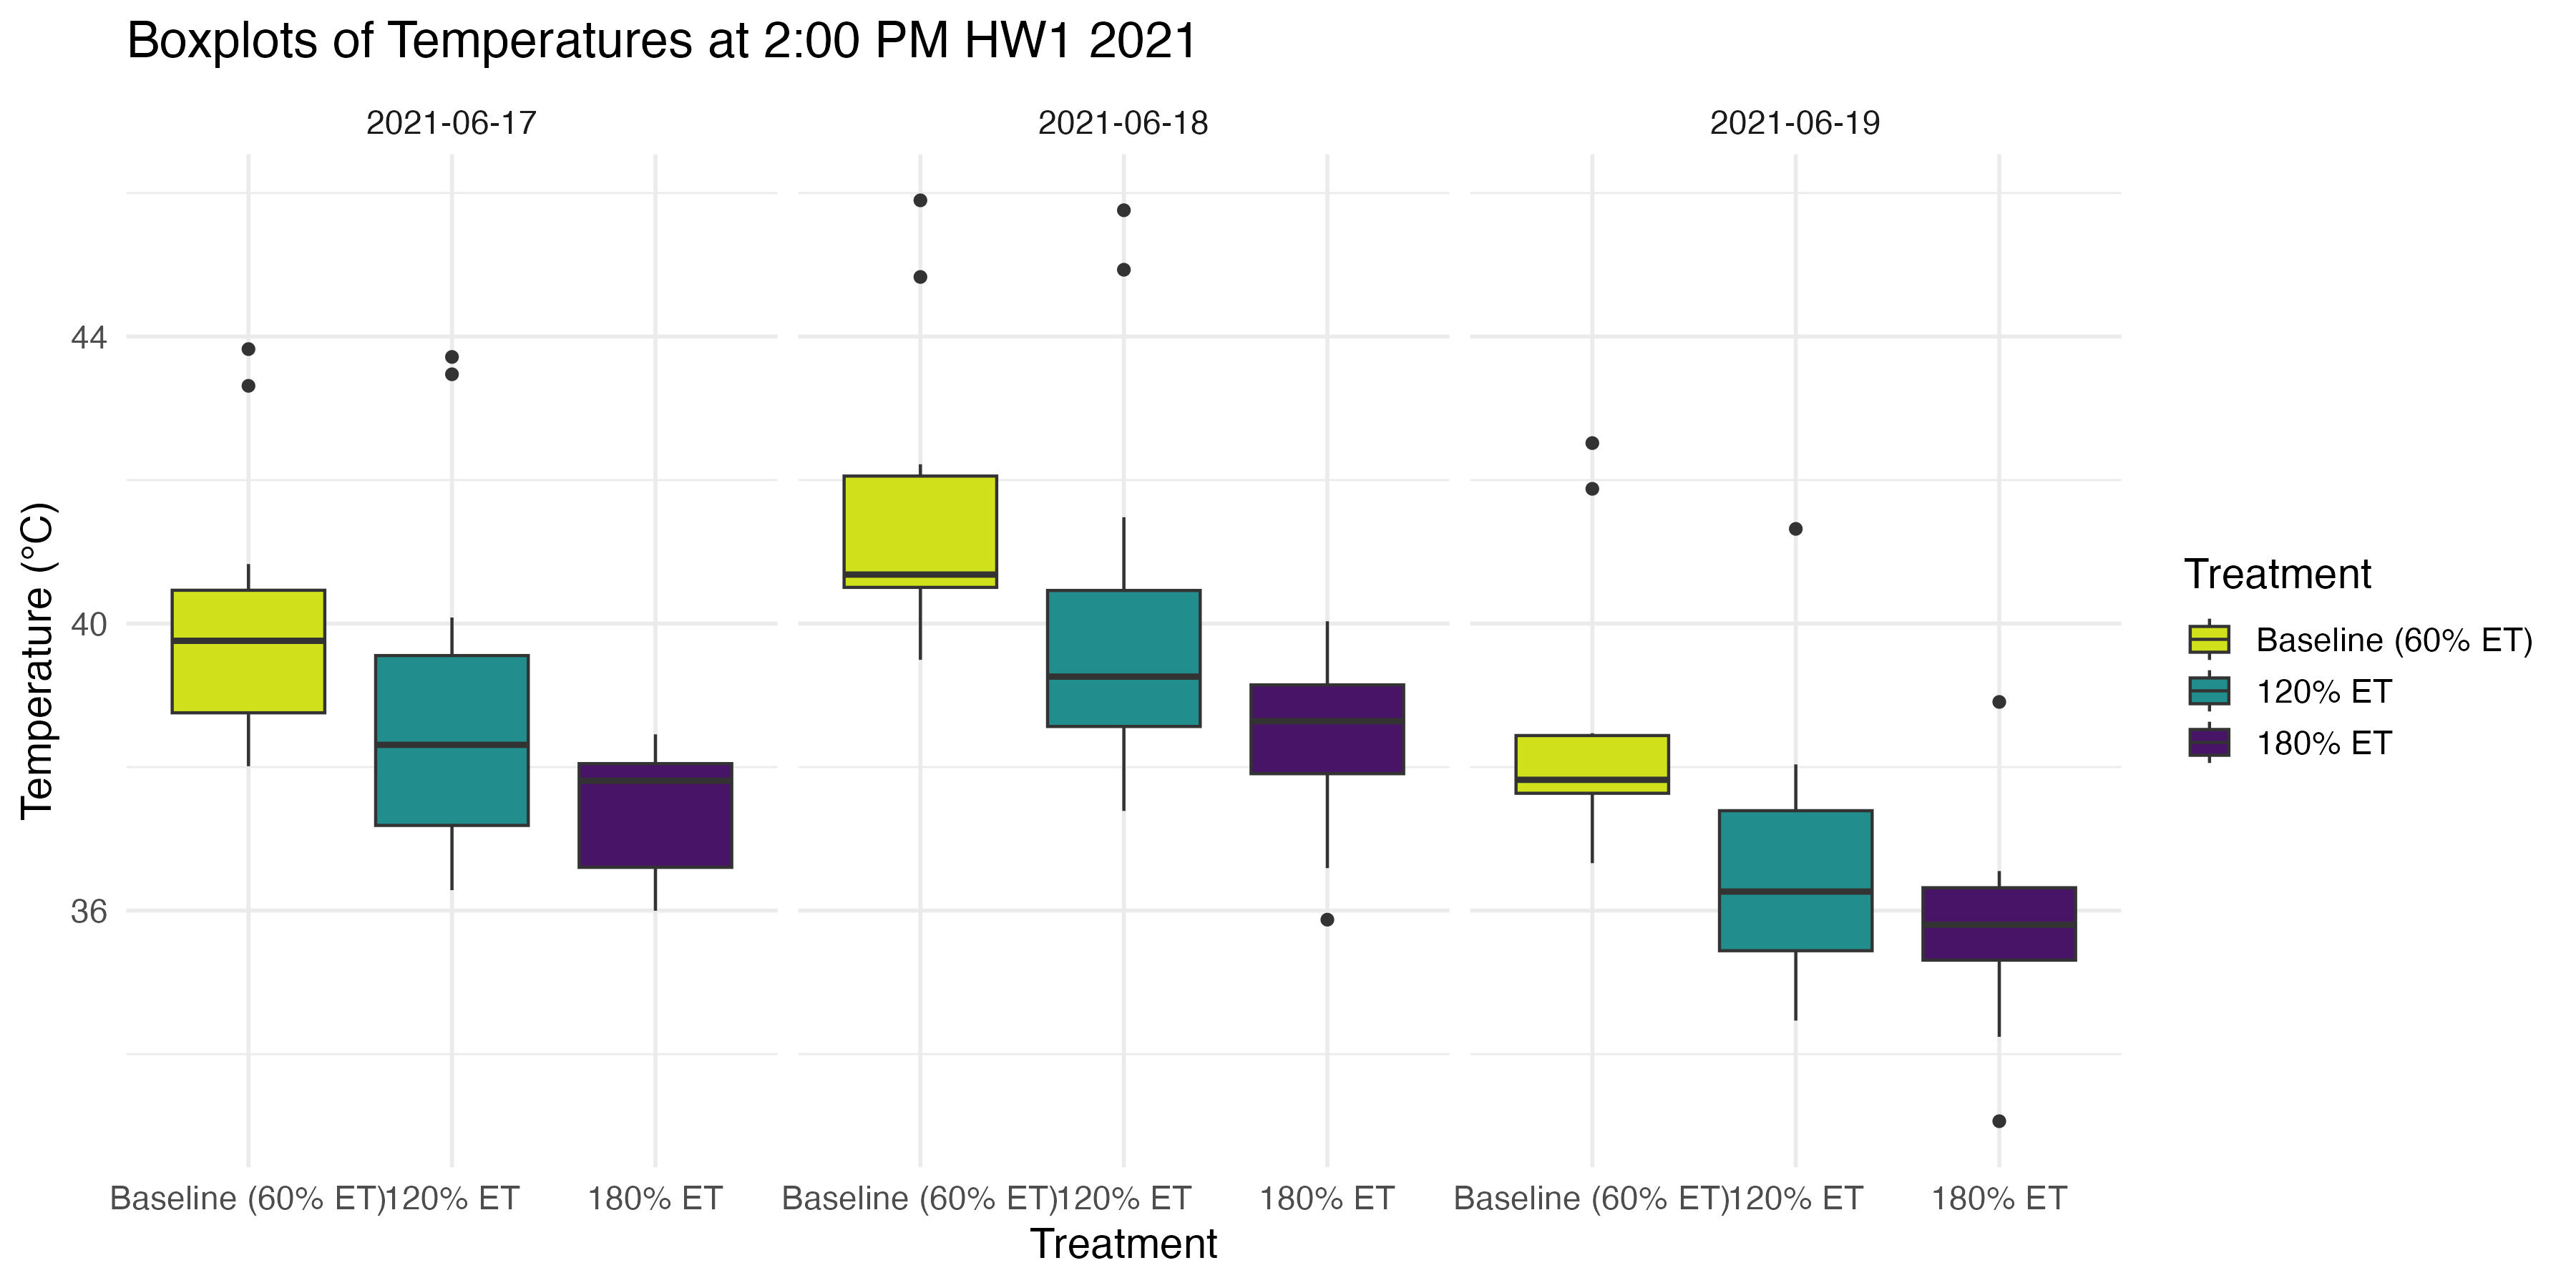 Boxplots of Temperatures at 2:00 PM HW1 2021
2021-06-17
2021-06-18
2021-06-19
Temperature (°C)
44
40
36
Baseline (60% ET) 120% ET 180% ET
Baseline (60% ET) 120% ET 180% ET
Baseline (60% ET) 120% ET 180% ET
Treatment
Treatment
Baseline (60% ET)
120% ET
180% ET